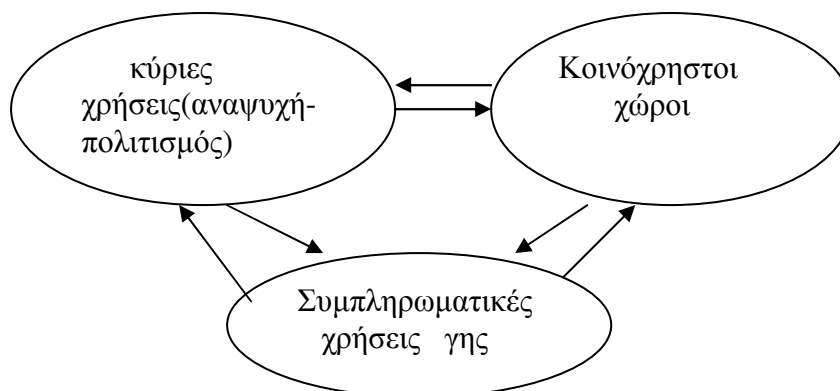 κύριες
χρήσεις(αναψυχή-
πολιτισμός)
Κοινόχρηστοι
χώροι
Συμπληρωματικές
χρήσεις γης